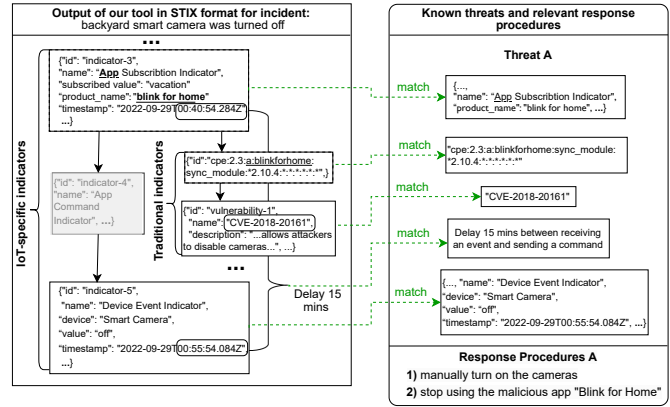 Output of our tool in STIX format for incident:
backyard smart camera was turned off
...
{"id": "indicator-3",
"name": "App Subscribtion Indicator",
"subscribed value": "vacation"
"product_name":"blink for home"
"timestamp": "2022-09-29T00:40:54.284Z"
...}
IoT-specific indicators
{"id": "indicator-4",
"name": "App
Command
Indicator", ...}
Traditional indicators
{"id":"cpe:2.3:a:blinkforhome:
sync_module:*2.10.4:*:*:*:*:*:*",}
{"id": "vulnerability-1",
"name": "CVE-2018-20161",
"description": "...allows attackers
to disable cameras...", ...}
...
Delay 15
mins
{"id": "indicator-5",
"name": "Device Event Indicator",
"device": "Smart Camera",
"value": "off",
"timestamp": "2022-09-29T00:55:54.084Z",
...}
match
match
match
match
match
Known threats and relevant response
procedures
Threat A
{...,
"name": "App Subscribtion Indicator",
"product_name": "blink for home", ...}
"cpe:2.3:a:blinkforhome:sync_module:
*2.10.4:*:*:*:*:*:*"
"CVE-2018-20161"
Delay 15 mins between receiving
an event and sending a command
{..., "name": "Device Event Indicator",
"device": "Smart Camera",
"value": "off",
"timestamp": "2022-09-29T00:55:54.084Z", ...}
Response Procedures A
1) manually turn on the cameras
2) stop using the malicious app "Blink for Home"